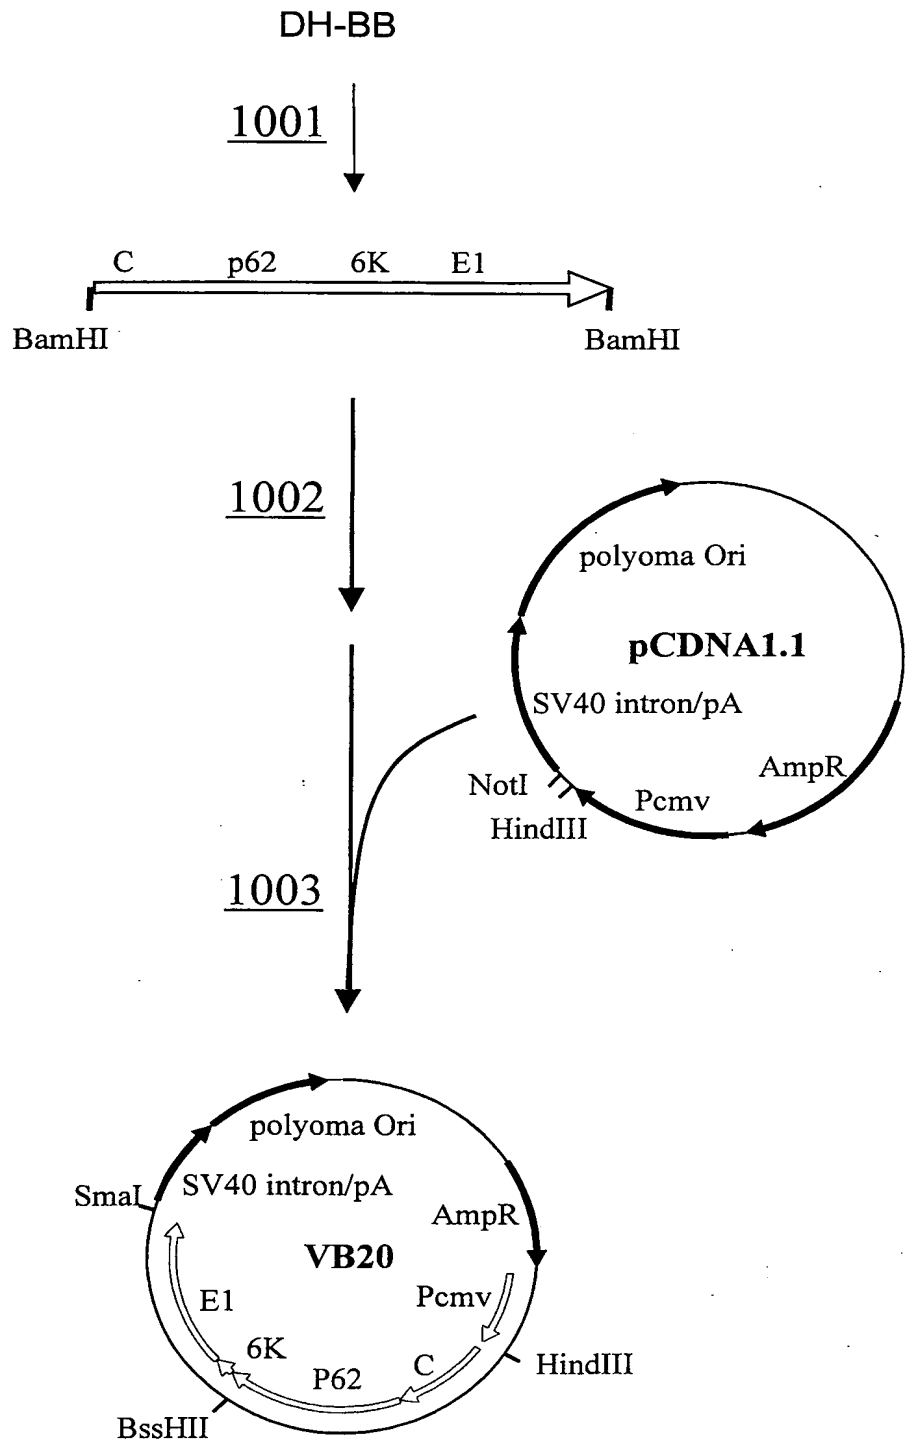 DH-BB
1001
C p62 6K E1
BamHI BamHI
1002
polyoma Ori
pCDNA1.1
SV40 intron/pA
AmpR
NotI
Pcmv
HindIII
1003
polyoma Ori
SV40 intron/pA
SmaI
AmpR
VB20
Pcmv
E1
6K
C
HindIII
P62
BssHII